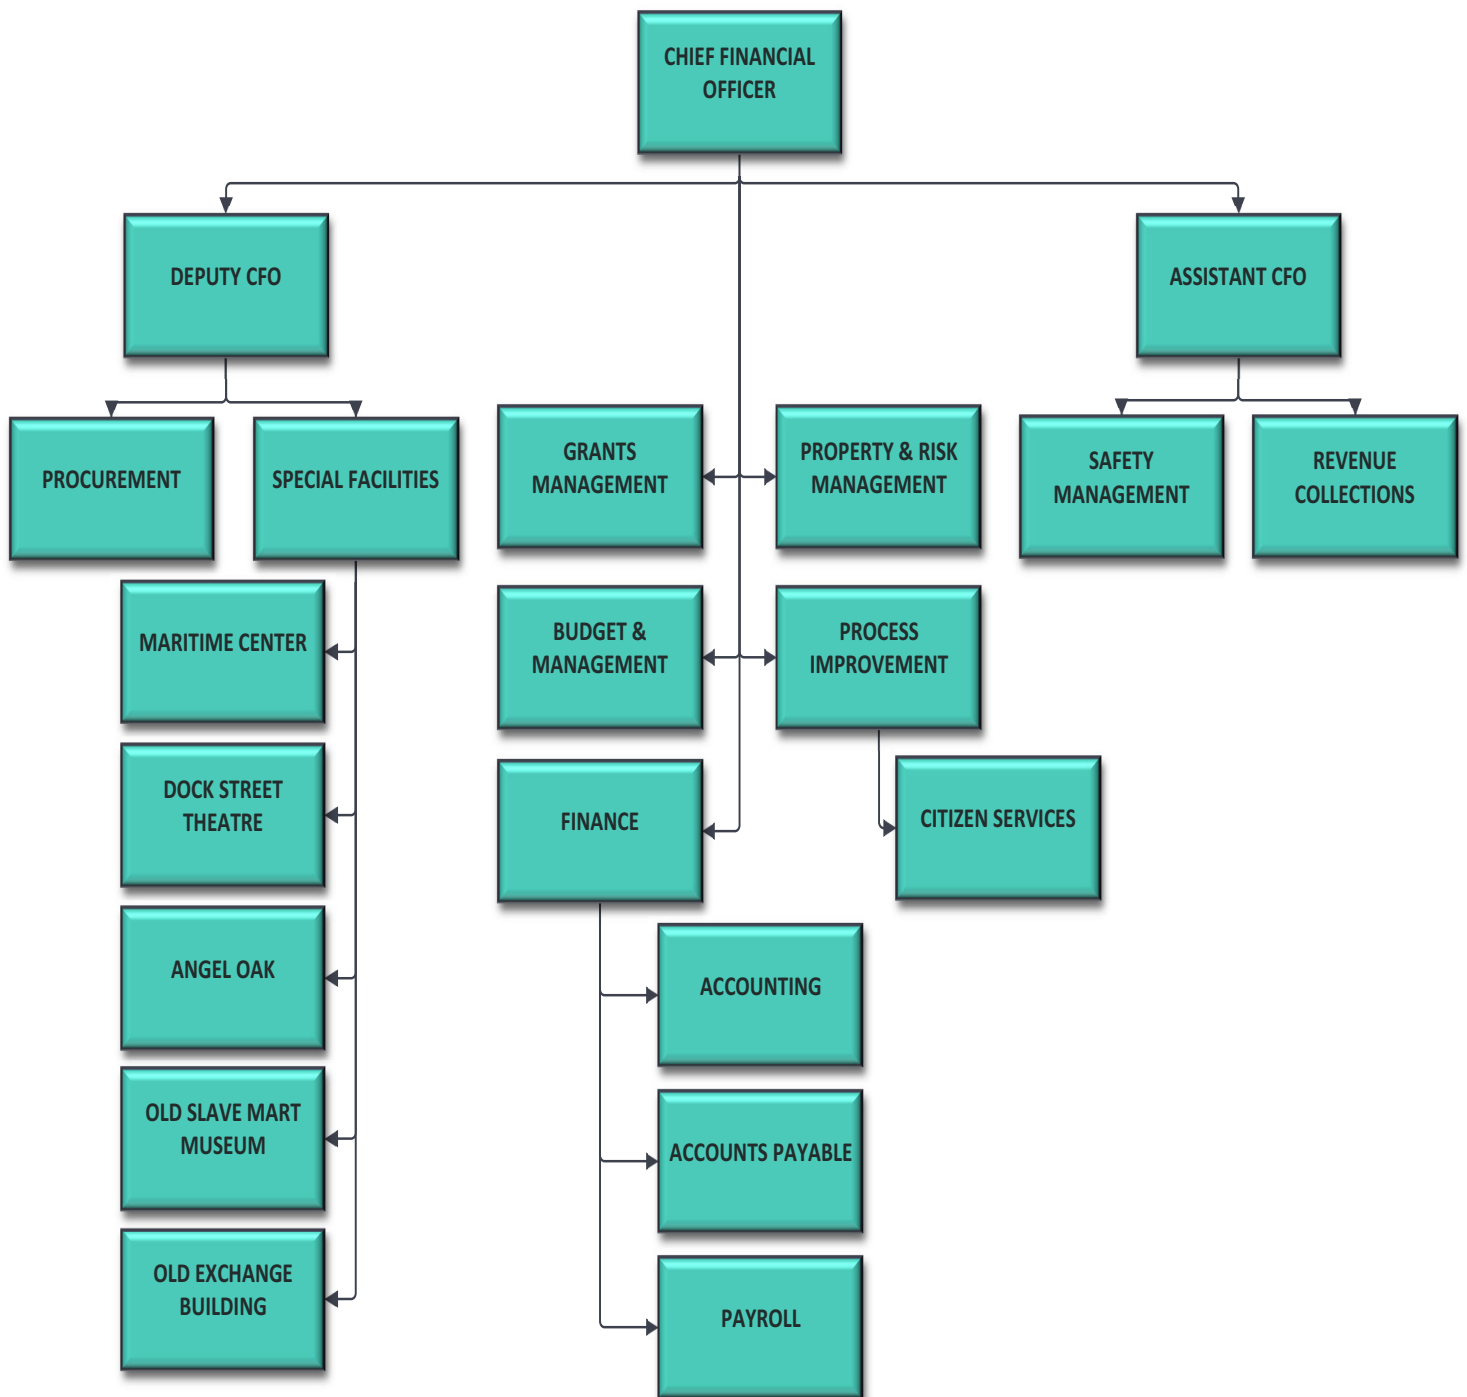 CHIEF FINANCIAL
OFFICER
DEPUTY CFO
ASSISTANT CFO
PROCUREMENT
SPECIAL FACILITIES
GRANTS
MANAGEMENT
PROPERTY & RISK
MANAGEMENT
SAFETY
MANAGEMENT
REVENUE
COLLECTIONS
MARITIME CENTER
BUDGET &
MANAGEMENT
PROCESS
IMPROVEMENT
DOCK STREET
THEATRE
FINANCE
CITIZEN SERVICES
ANGEL OAK
ACCOUNTING
OLD SLAVE MART
MUSEUM
ACCOUNTS PAYABLE
OLD EXCHANGE
BUILDING
PAYROLL